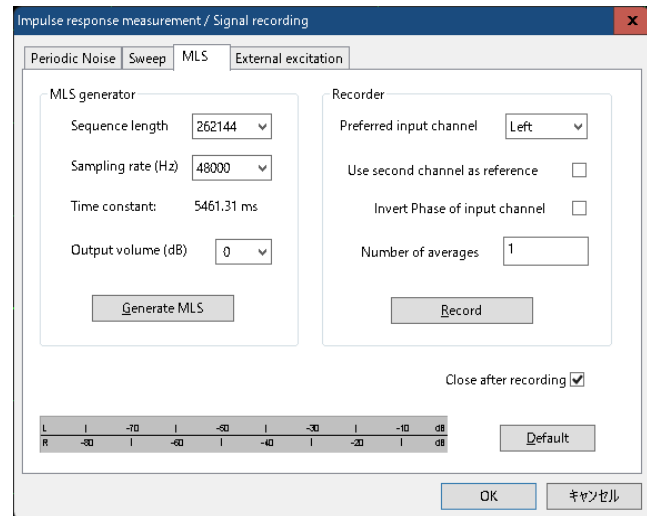 Impulse response measurement / Signal recording
x
Periodic Noise Sweep MLS External excitation
MLS generator
Sequence length 262144
Sampling rate (Hz) 48000
Time constant: 5461.31 ms
Output volume (dB) 0
Generate MLS
Recorder
Preferred input channel Left
Use second channel as reference
Invert Phase of input channel
Number of averages 1
Record
Close after recording
L | -70 | -50 | -30 | -10 dB
R -80 | -60 | -40 | -20 | dB
Default
OK キャンセル